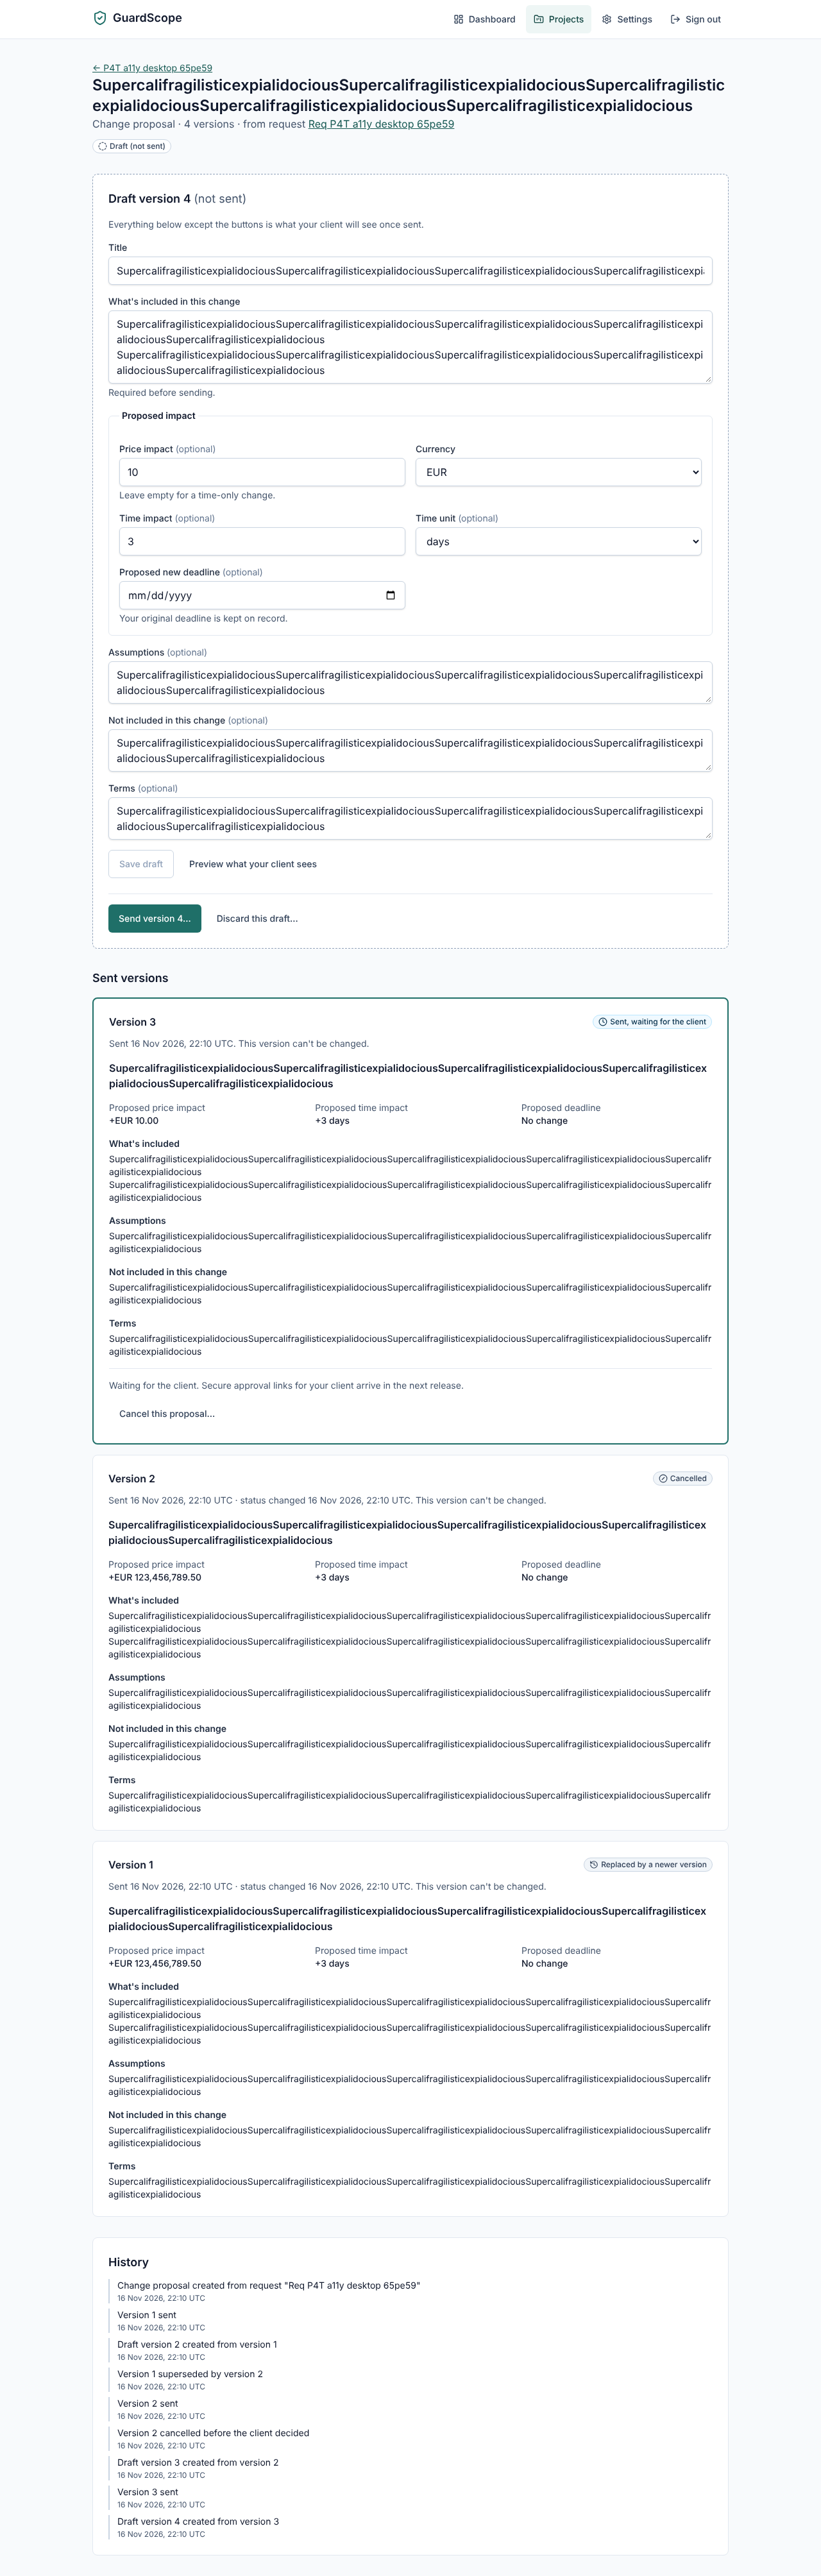 GuardScope
Dashboard
Projects
Settings
Sign out
← P4T a11y desktop 65pe59
SupercalifragilisticexpialidociousSupercalifragilisticexpialidociousSupercalifragilistic
expialidociousSupercalifragilisticexpialidociousSupercalifragilisticexpialidocious
Change proposal · 4 versions · from request Req P4T a11y desktop 65pe59
Draft (not sent)
Draft version 4 (not sent)
Everything below except the buttons is what your client will see once sent.
Title
SupercalifragilisticexpialidociousSupercalifragilisticexpialidociousSupercalifragilisticexpialidociousSupercalifragilisticexpi
What's included in this change
SupercalifragilisticexpialidociousSupercalifragilisticexpialidociousSupercalifragilisticexpialidociousSupercalifragilisticexpi
alidociousSupercalifragilisticexpialidocious
SupercalifragilisticexpialidociousSupercalifragilisticexpialidociousSupercalifragilisticexpialidociousSupercalifragilisticexpi
alidociousSupercalifragilisticexpialidocious
Required before sending.
Proposed impact
Price impact (optional)
Currency
10
EUR
Leave empty for a time-only change.
Time impact (optional)
Time unit (optional)
3
days
Proposed new deadline (optional)
mm/dd/yyyy
Your original deadline is kept on record.
Assumptions (optional)
SupercalifragilisticexpialidociousSupercalifragilisticexpialidociousSupercalifragilisticexpialidociousSupercalifragilisticexpi
alidociousSupercalifragilisticexpialidocious
Not included in this change (optional)
SupercalifragilisticexpialidociousSupercalifragilisticexpialidociousSupercalifragilisticexpialidociousSupercalifragilisticexpi
alidociousSupercalifragilisticexpialidocious
Terms (optional)
SupercalifragilisticexpialidociousSupercalifragilisticexpialidociousSupercalifragilisticexpialidociousSupercalifragilisticexpi
alidociousSupercalifragilisticexpialidocious
Save draft
Preview what your client sees
Send version 4...
Discard this draft...
Sent versions
Version 3
Sent, waiting for the client
Sent 16 Nov 2026, 22:10 UTC. This version can't be changed.
SupercalifragilisticexpialidociousSupercalifragilisticexpialidociousSupercalifragilisticexpialidociousSupercalifragilisticex
pialidociousSupercalifragilisticexpialidocious
Proposed price impact
Proposed time impact
Proposed deadline
+EUR 10.00
+3 days
No change
What's included
SupercalifragilisticexpialidociousSupercalifragilisticexpialidociousSupercalifragilisticexpialidociousSupercalifragilisticexpialidociousSupercalifr
agilisticexpialidocious
SupercalifragilisticexpialidociousSupercalifragilisticexpialidociousSupercalifragilisticexpialidociousSupercalifragilisticexpialidociousSupercalifr
agilisticexpialidocious
Assumptions
SupercalifragilisticexpialidociousSupercalifragilisticexpialidociousSupercalifragilisticexpialidociousSupercalifragilisticexpialidociousSupercalifr
agilisticexpialidocious
Not included in this change
SupercalifragilisticexpialidociousSupercalifragilisticexpialidociousSupercalifragilisticexpialidociousSupercalifragilisticexpialidociousSupercalifr
agilisticexpialidocious
Terms
SupercalifragilisticexpialidociousSupercalifragilisticexpialidociousSupercalifragilisticexpialidociousSupercalifragilisticexpialidociousSupercalifr
agilisticexpialidocious
Waiting for the client. Secure approval links for your client arrive in the next release.
Cancel this proposal...
Version 2
Cancelled
Sent 16 Nov 2026, 22:10 UTC · status changed 16 Nov 2026, 22:10 UTC. This version can't be changed.
SupercalifragilisticexpialidociousSupercalifragilisticexpialidociousSupercalifragilisticexpialidociousSupercalifragilisticex
pialidociousSupercalifragilisticexpialidocious
Proposed price impact
Proposed time impact
Proposed deadline
+EUR 123,456,789.50
+3 days
No change
What's included
SupercalifragilisticexpialidociousSupercalifragilisticexpialidociousSupercalifragilisticexpialidociousSupercalifragilisticexpialidociousSupercalifr
agilisticexpialidocious
SupercalifragilisticexpialidociousSupercalifragilisticexpialidociousSupercalifragilisticexpialidociousSupercalifragilisticexpialidociousSupercalifr
agilisticexpialidocious
Assumptions
SupercalifragilisticexpialidociousSupercalifragilisticexpialidociousSupercalifragilisticexpialidociousSupercalifragilisticexpialidociousSupercalifr
agilisticexpialidocious
Not included in this change
SupercalifragilisticexpialidociousSupercalifragilisticexpialidociousSupercalifragilisticexpialidociousSupercalifragilisticexpialidociousSupercalifr
agilisticexpialidocious
Terms
SupercalifragilisticexpialidociousSupercalifragilisticexpialidociousSupercalifragilisticexpialidociousSupercalifragilisticexpialidociousSupercalifr
agilisticexpialidocious
Version 1
Replaced by a newer version
Sent 16 Nov 2026, 22:10 UTC · status changed 16 Nov 2026, 22:10 UTC. This version can't be changed.
SupercalifragilisticexpialidociousSupercalifragilisticexpialidociousSupercalifragilisticexpialidociousSupercalifragilisticex
pialidociousSupercalifragilisticexpialidocious
Proposed price impact
Proposed time impact
Proposed deadline
+EUR 123,456,789.50
+3 days
No change
What's included
SupercalifragilisticexpialidociousSupercalifragilisticexpialidociousSupercalifragilisticexpialidociousSupercalifragilisticexpialidociousSupercalifr
agilisticexpialidocious
SupercalifragilisticexpialidociousSupercalifragilisticexpialidociousSupercalifragilisticexpialidociousSupercalifragilisticexpialidociousSupercalifr
agilisticexpialidocious
Assumptions
SupercalifragilisticexpialidociousSupercalifragilisticexpialidociousSupercalifragilisticexpialidociousSupercalifragilisticexpialidociousSupercalifr
agilisticexpialidocious
Not included in this change
SupercalifragilisticexpialidociousSupercalifragilisticexpialidociousSupercalifragilisticexpialidociousSupercalifragilisticexpialidociousSupercalifr
agilisticexpialidocious
Terms
SupercalifragilisticexpialidociousSupercalifragilisticexpialidociousSupercalifragilisticexpialidociousSupercalifragilisticexpialidociousSupercalifr
agilisticexpialidocious
History
Change proposal created from request "Req P4T a11y desktop 65pe59"
16 Nov 2026, 22:10 UTC
Version 1 sent
16 Nov 2026, 22:10 UTC
Draft version 2 created from version 1
16 Nov 2026, 22:10 UTC
Version 1 superseded by version 2
16 Nov 2026, 22:10 UTC
Version 2 sent
16 Nov 2026, 22:10 UTC
Version 2 cancelled before the client decided
16 Nov 2026, 22:10 UTC
Draft version 3 created from version 2
16 Nov 2026, 22:10 UTC
Version 3 sent
16 Nov 2026, 22:10 UTC
Draft version 4 created from version 3
16 Nov 2026, 22:10 UTC